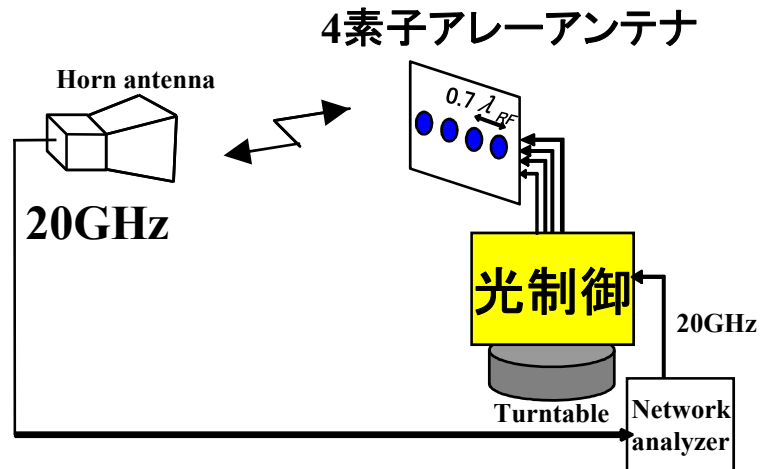 4素子アレーアンテナ
Horn antenna
0.7 λRF
20GHz
光制御
20GHz
Turntable
Network
analyzer